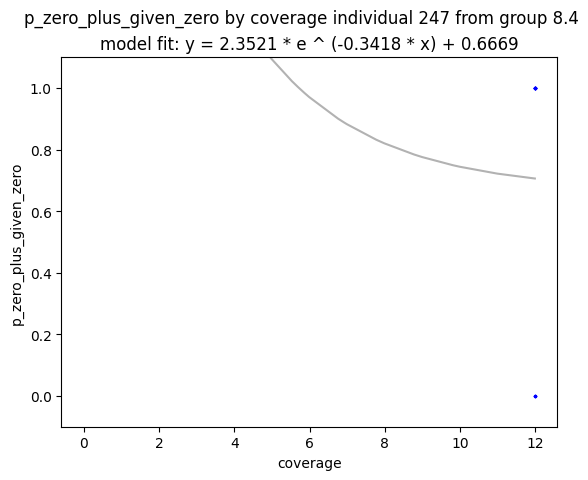 p_zero_plus_given_zero by coverage individual 247 from group 8.4
model fit: y = 2.3521 * e ^ (-0.3418 * x) + 0.6669
1.0
0.8
0.6
0.4
0.2
0.0
p_zero_plus_given_zero
0 2 4 6 8 10 12
coverage